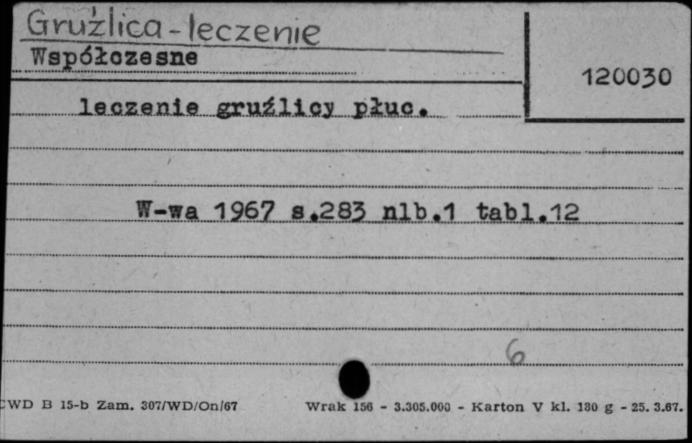 Gruźlica - leczenie
Współczesne
120030
leczenie gruźlicy płuc.
W-wa 1967 s.283 nlb.1 tabl.12
6
CWD B 15-b Zam. 307/WD/On/67 Wrak 156 - 3.305.000 - Karton V kl. 180 g - 25. 3.67.